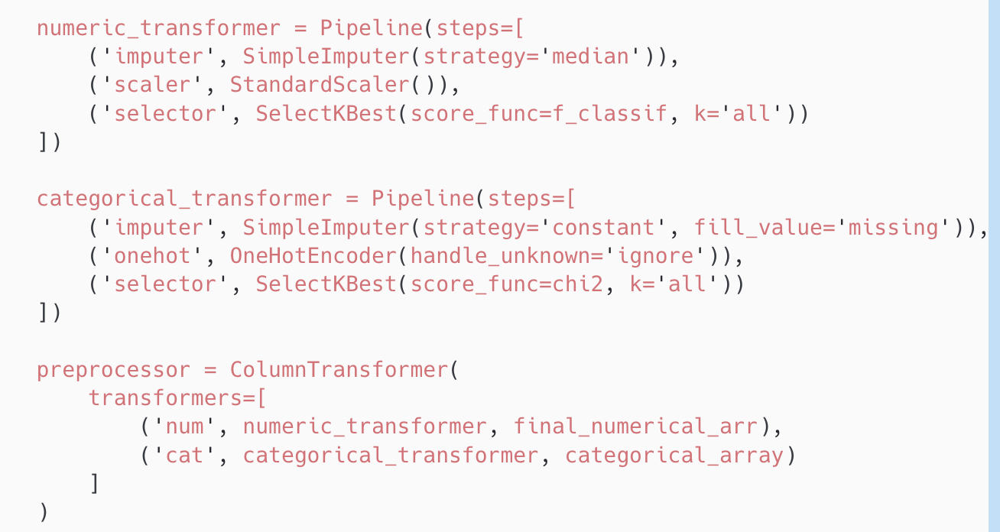 numeric_transformer = Pipeline(steps=[
    ('imputer', SimpleImputer(strategy='median')),
    ('scaler', StandardScaler()),
    ('selector', SelectKBest(score_func=f_classif, k='all'))
])

categorical_transformer = Pipeline(steps=[
    ('imputer', SimpleImputer(strategy='constant', fill_value='missing')),
    ('onehot', OneHotEncoder(handle_unknown='ignore')),
    ('selector', SelectKBest(score_func=chi2, k='all'))
])

preprocessor = ColumnTransformer(
    transformers=[
        ('num', numeric_transformer, final_numerical_arr),
        ('cat', categorical_transformer, categorical_array)
    ]
)